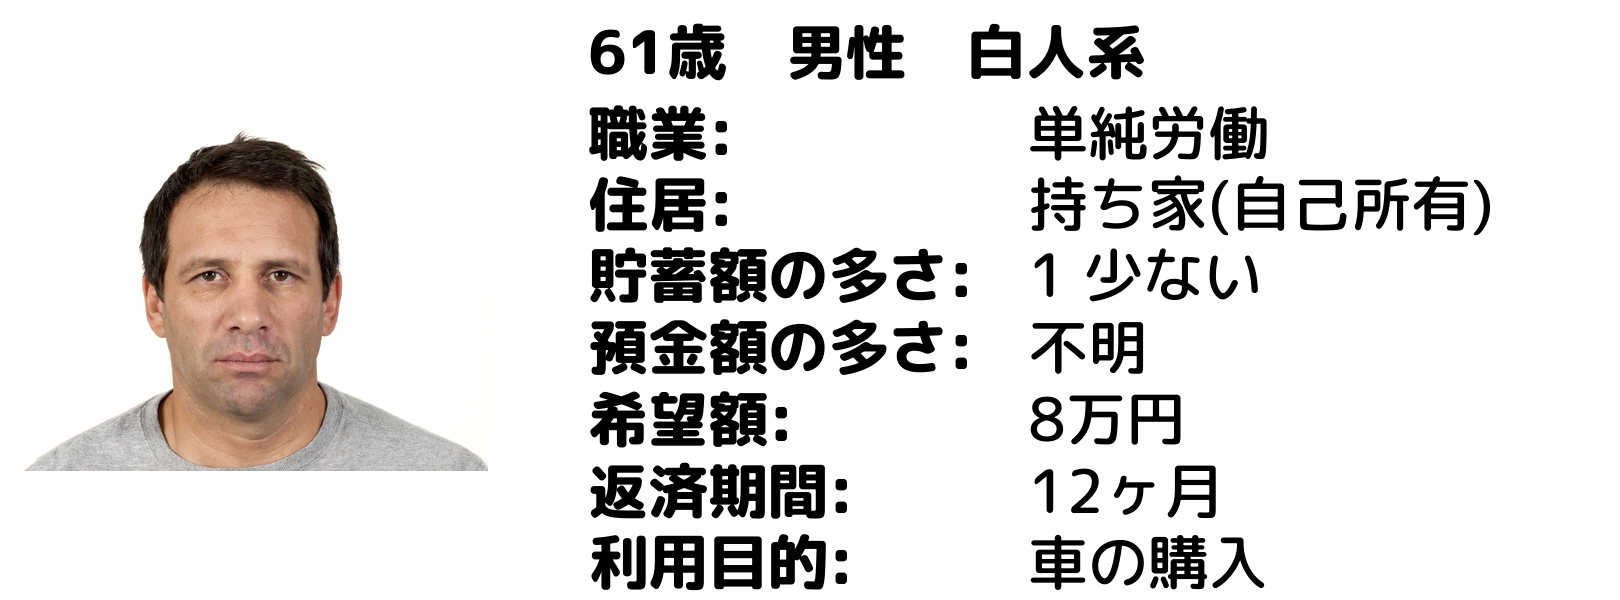 61歳　男性　白人系
職業:　単純労働
住居:　持ち家(自己所有)
貯蓄額の多さ:　1 少ない
預金額の多さ:　不明
希望額:　8万円
返済期間:　12ヶ月
利用目的:　車の購入